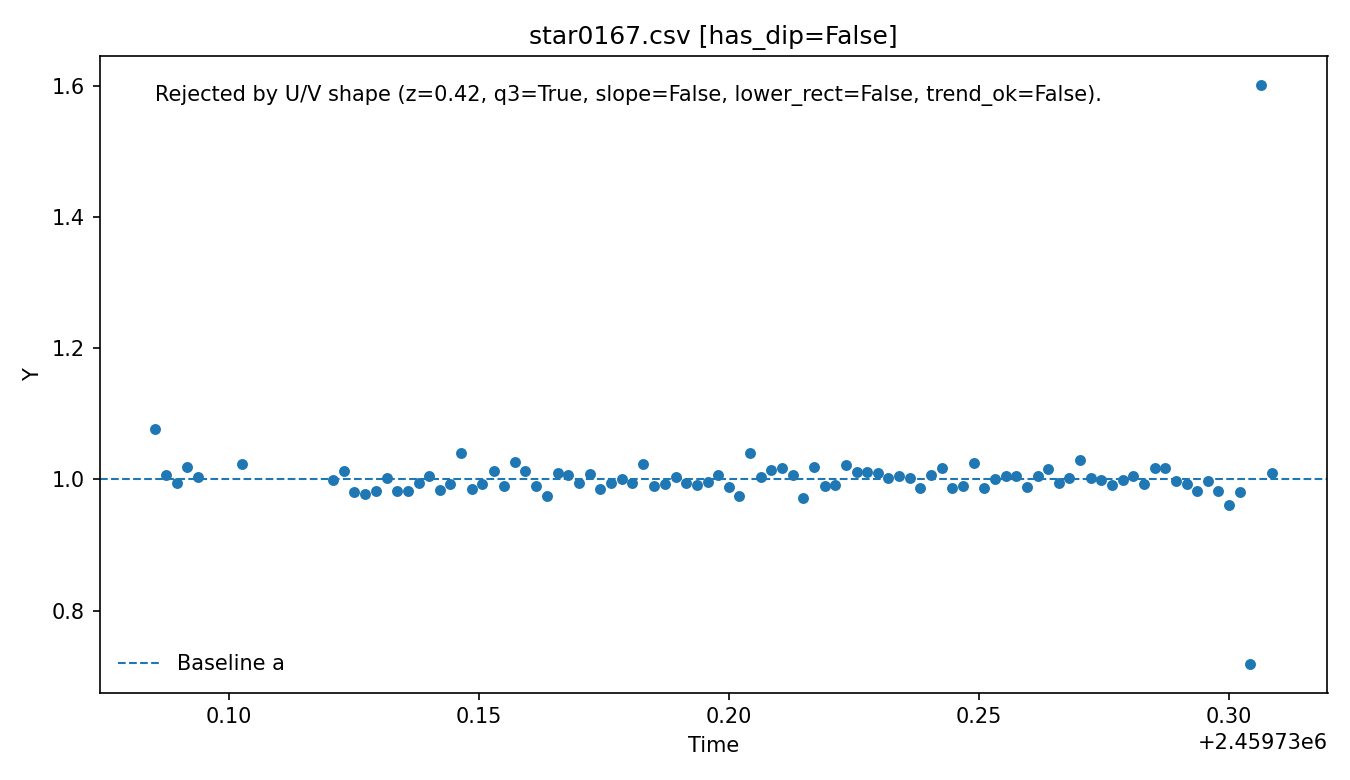 star0167.csv [has_dip=False]
Rejected by U/V shape (z=0.42, q3=True, slope=False, lower_rect=False, trend_ok=False).
1.6
1.4
1.2
1.0
0.8
Y
Baseline a
0.10
0.15
0.20
0.25
0.30
Time
+2.45973e6